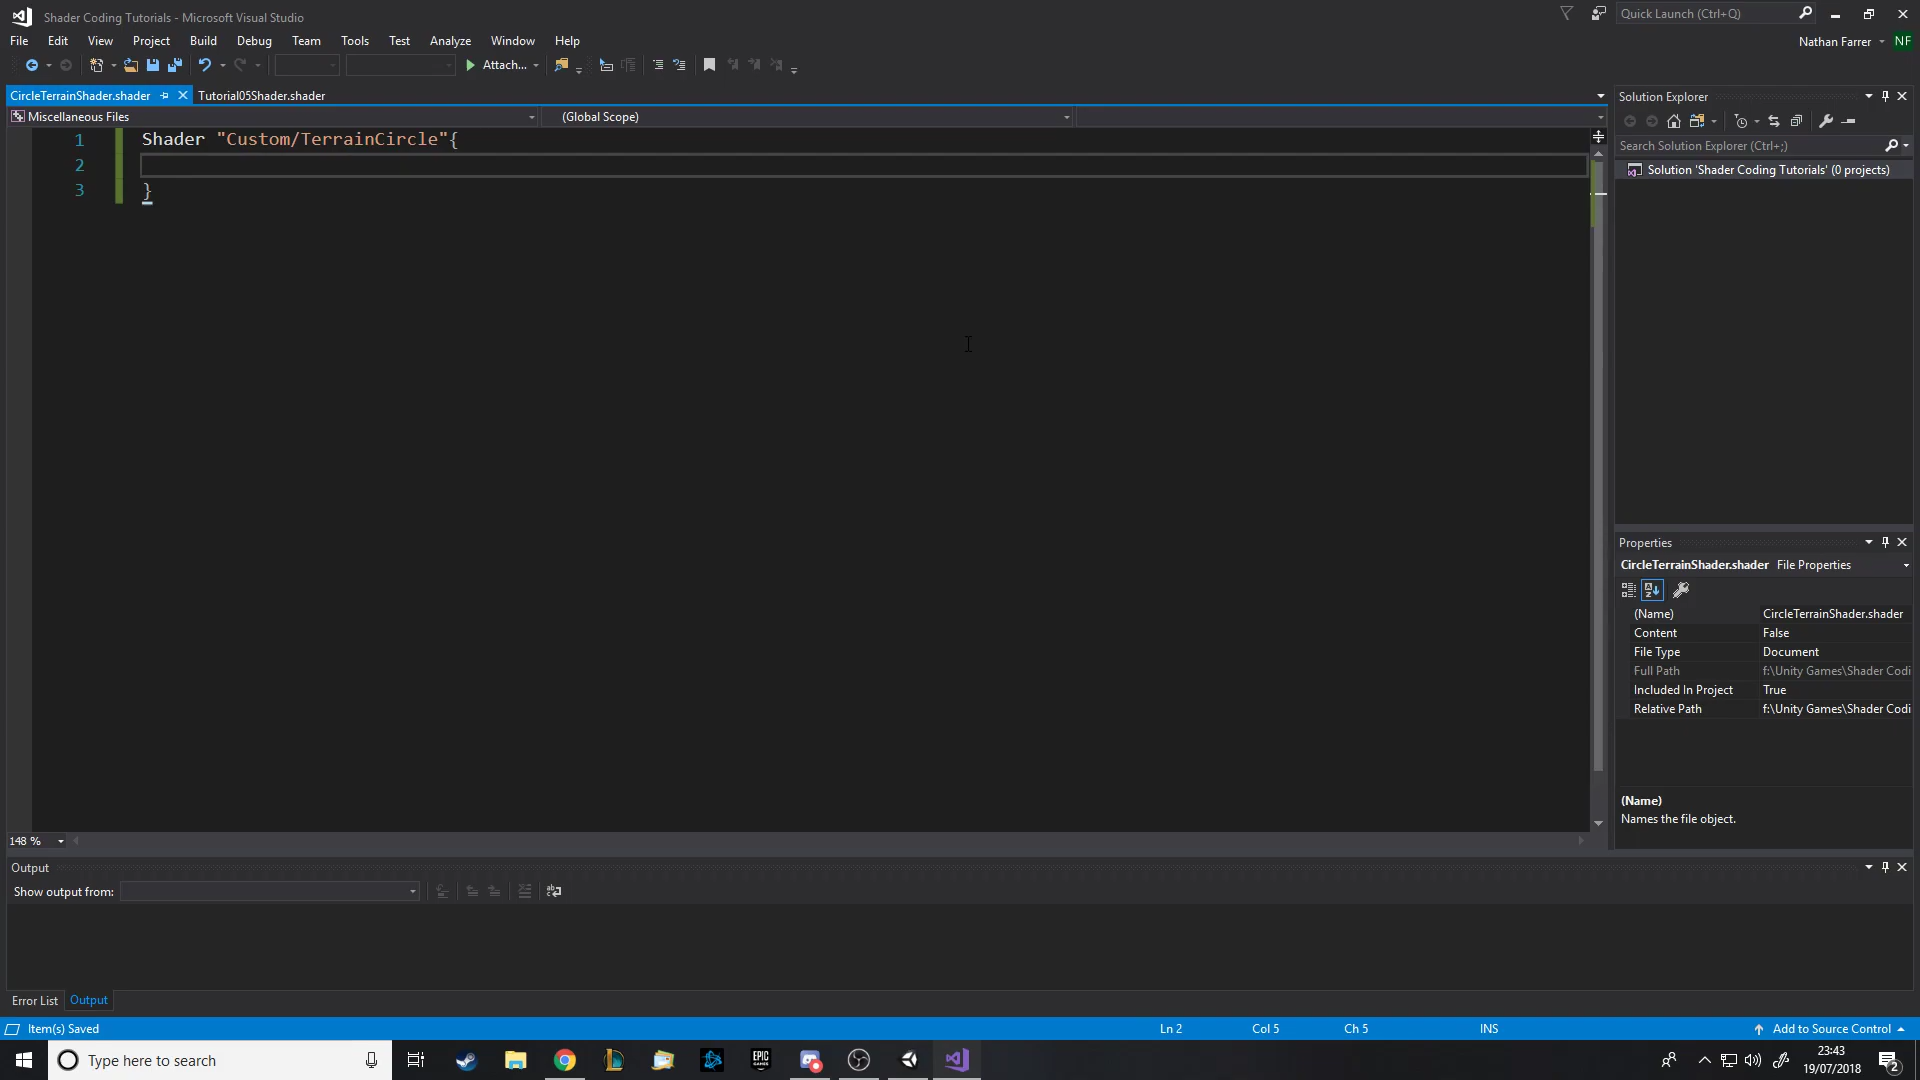 Shader Coding Tutorials - Microsoft Visual Studio
Quick Launch (Ctrl+Q)
File Edit View Project Build Debug Team Tools Test Analyze Window Help
Nathan Farrer NF
Attach...
CircleTerrainShader.shader Tutorial05Shader.shader
Miscellaneous Files (Global Scope)
1 Shader "Custom/TerrainCircle"{
2
3 }
Solution Explorer
Search Solution Explorer (Ctrl+;)
Solution 'Shader Coding Tutorials' (0 projects)
Properties
CircleTerrainShader.shader File Properties
(Name) CircleTerrainShader.shader
Content False
File Type Document
Full Path f:\Unity Games\Shader Codi
Included In Project True
Relative Path f:\Unity Games\Shader Codi
(Name)
Names the file object.
148 %
Output
Show output from:
Error List Output
Item(s) Saved Ln 2 Col 5 Ch 5 INS Add to Source Control
Type here to search
EPIC GAMES
23:43
19/07/2018
2